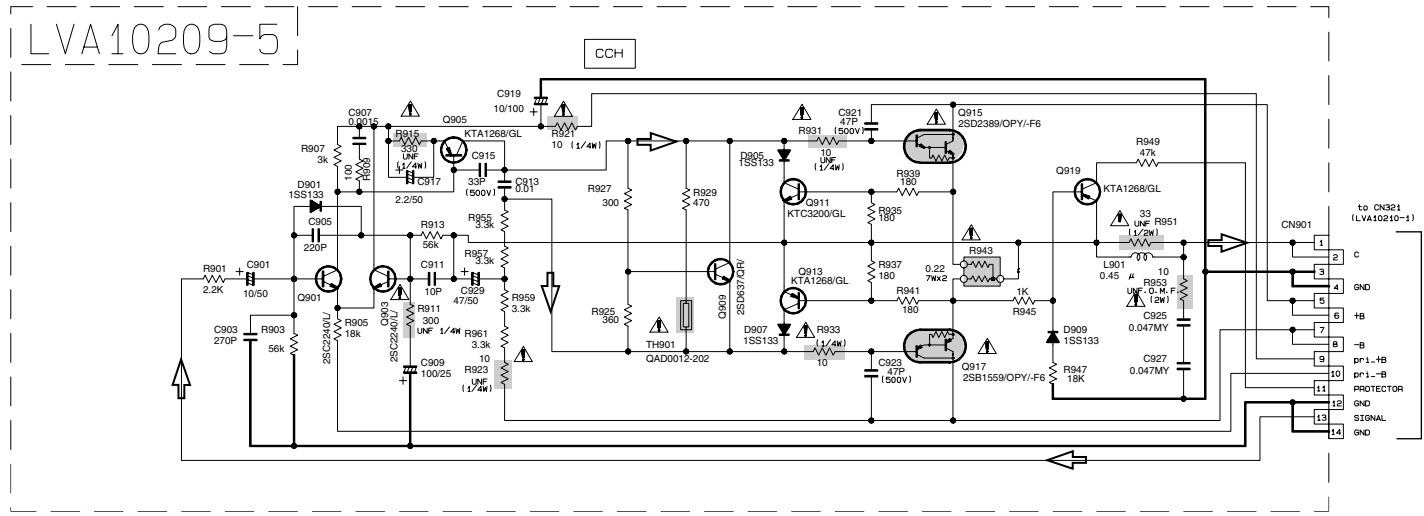 LVA10209-5
CCH
C919
10/100
C907
0.0015
R915
330
UNF
(1/4W)
Q905
KTA1268/GL
R921
10 (1/4W)
R907
3k
100
R909
C917
2.2/50
C915
33P
(500V)
C913
0.01
D901
1SS133
C905
220P
R913
56k
R955
3.3k
R957
3.3k
R901
2.2K
C901
10/50
Q901
2SC2240/L/
Q903
2SC2240/L/
C911
10P
C929
47/50
R911
300
UNF 1/4W
R959
3.3k
R961
3.3k
10
R923
UNF
(1/4W)
C903
270P
R903
56k
R905
18k
C909
100/25
R927
300
R929
470
R925
360
TH901
QAD0012-202
Q909
2SD637/QR/
D905
1SS133
R931
10
UNF
(1/4W)
C921
47P
(500V)
Q915
2SD2389/OPY/-F6
Q911
KTC3200/GL
R939
180
R935
180
R937
180
Q913
KTA1268/GL
R941
180
D907
1SS133
R933
(1/4W)
10
C923
47P
(500V)
Q917
2SB1559/OPY/-F6
R943
0.22
7WX2
1K
R945
Q919
KTA1268/GL
R949
47k
D909
1SS133
R947
18K
33
UNF
(1/2W)
R951
L901
0.45 μ
10
R953
UNF.O.M.F
(2W)
C925
0.047MY
C927
0.047MY
to CN321
(LVA10210-1)
CN901
1
2
C
3
4
GND
5
6
+B
7
8
-B
9
pri_+B
10
pri_-B
11
PROTECTOR
12
GND
13
SIGNAL
14
GND